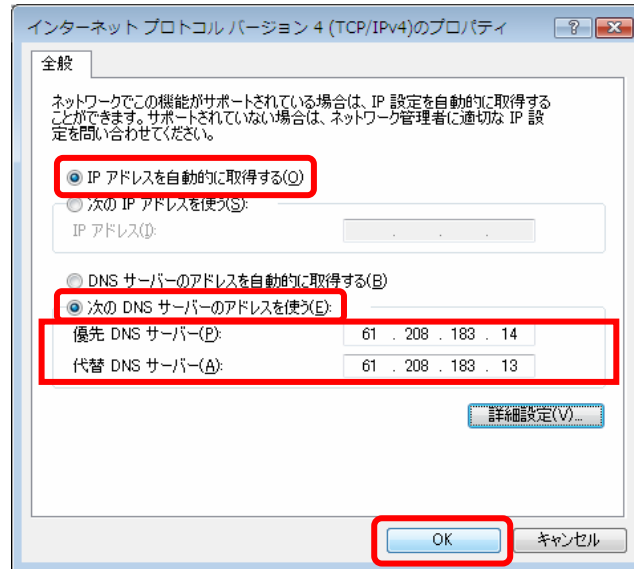 インターネット プロトコル バージョン 4 (TCP/IPv4)のプロパティ
全般
ネットワークでこの機能がサポートされている場合は、IP 設定を自動的に取得する
ことができます。サポートされていない場合は、ネットワーク管理者に適切な IP 設
定を問い合わせてください。
IP アドレスを自動的に取得する(O)
次の IP アドレスを使う(S):
IP アドレス(I): . . .
DNS サーバーのアドレスを自動的に取得する(B)
次の DNS サーバーのアドレスを使う(E):
優先 DNS サーバー(P): 61 . 208 . 183 . 14
代替 DNS サーバー(A): 61 . 208 . 183 . 13
詳細設定(V)...
OK キャンセル